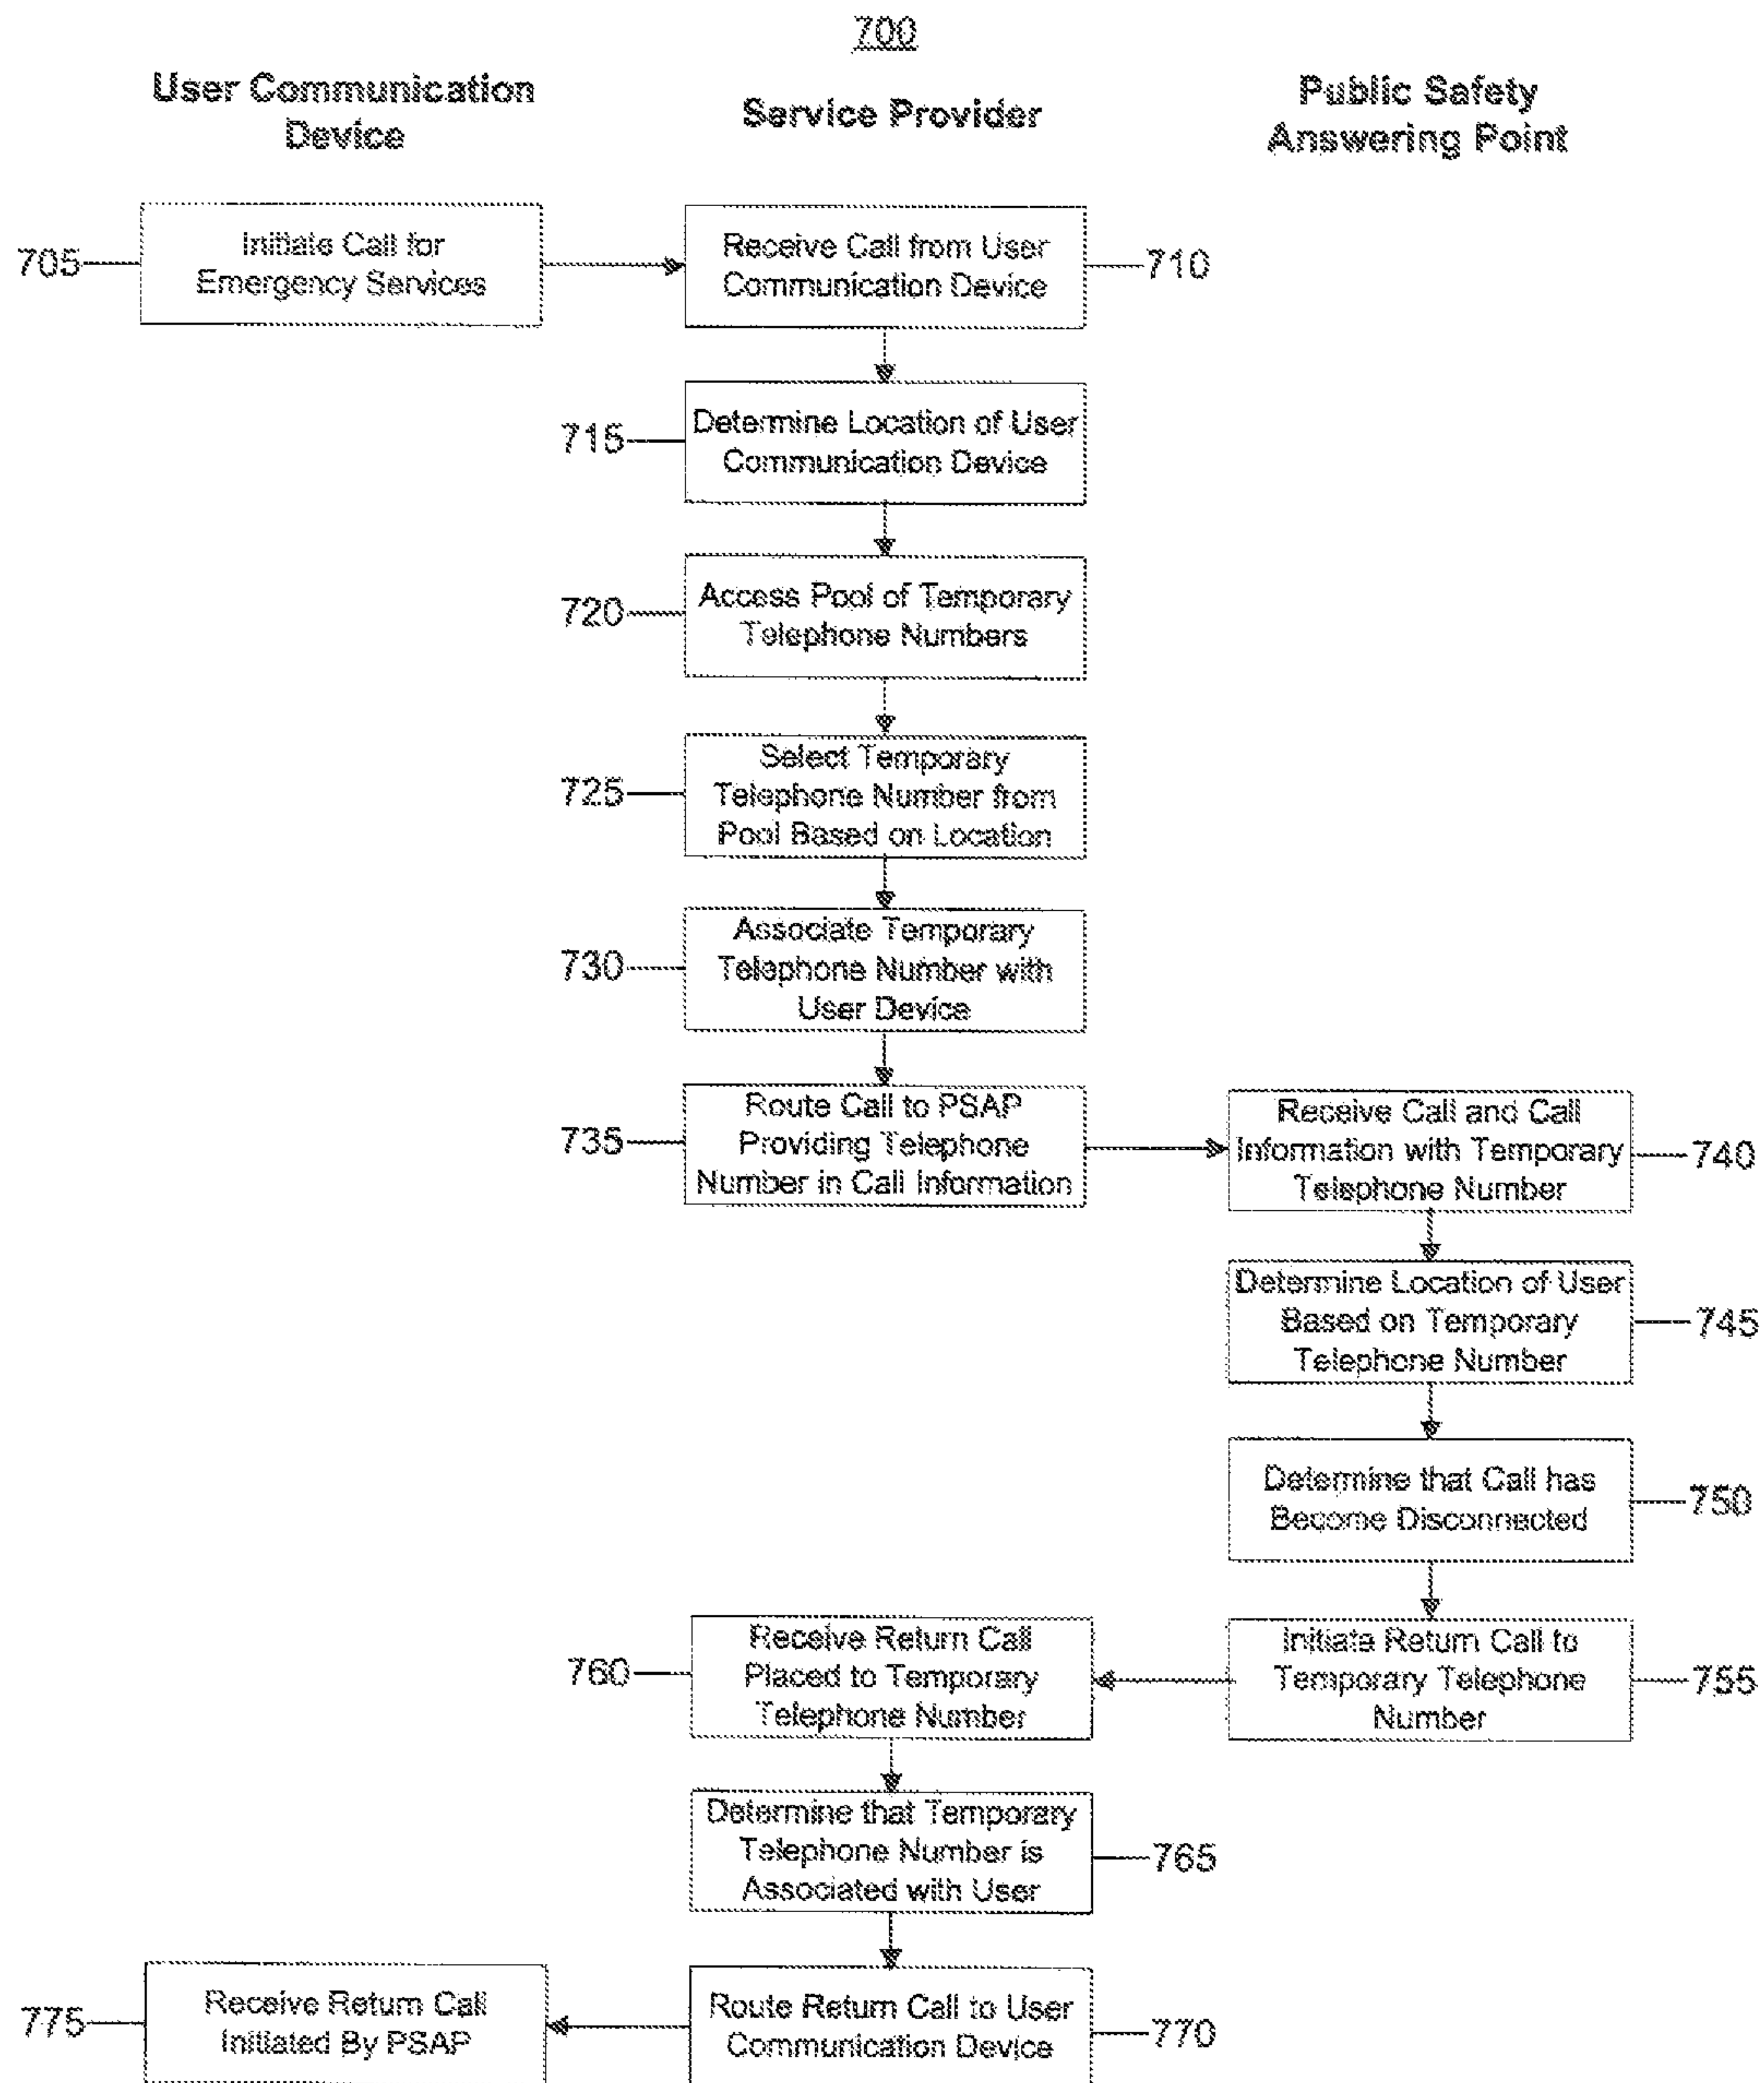 700
User Communication
Device
Service Provider
Public Safety
Answering Point
705
Initiate Call for
Emergency Services
Receive Call from User
Communication Device
710
715
Determine Location of User
Communication Device
720
Access Pool of Temporary
Telephone Numbers
725
Select Temporary
Telephone Number from
Pool Based on Location
730
Associate Temporary
Telephone Number with
User Device
735
Route Call to PSAP
Providing Telephone
Number in Call Information
Receive Call and Call
Information with Temporary
Telephone Number
740
Determine Location of User
Based on Temporary
Telephone Number
745
Determine that Call has
Become Disconnected
750
Initiate Return Call to
Temporary Telephone
Number
755
760
Receive Return Call
Placed to Temporary
Telephone Number
Determine that Temporary
Telephone Number is
Associated with User
765
Route Return Call to User
Communication Device
770
775
Receive Return Call
Initiated By PSAP